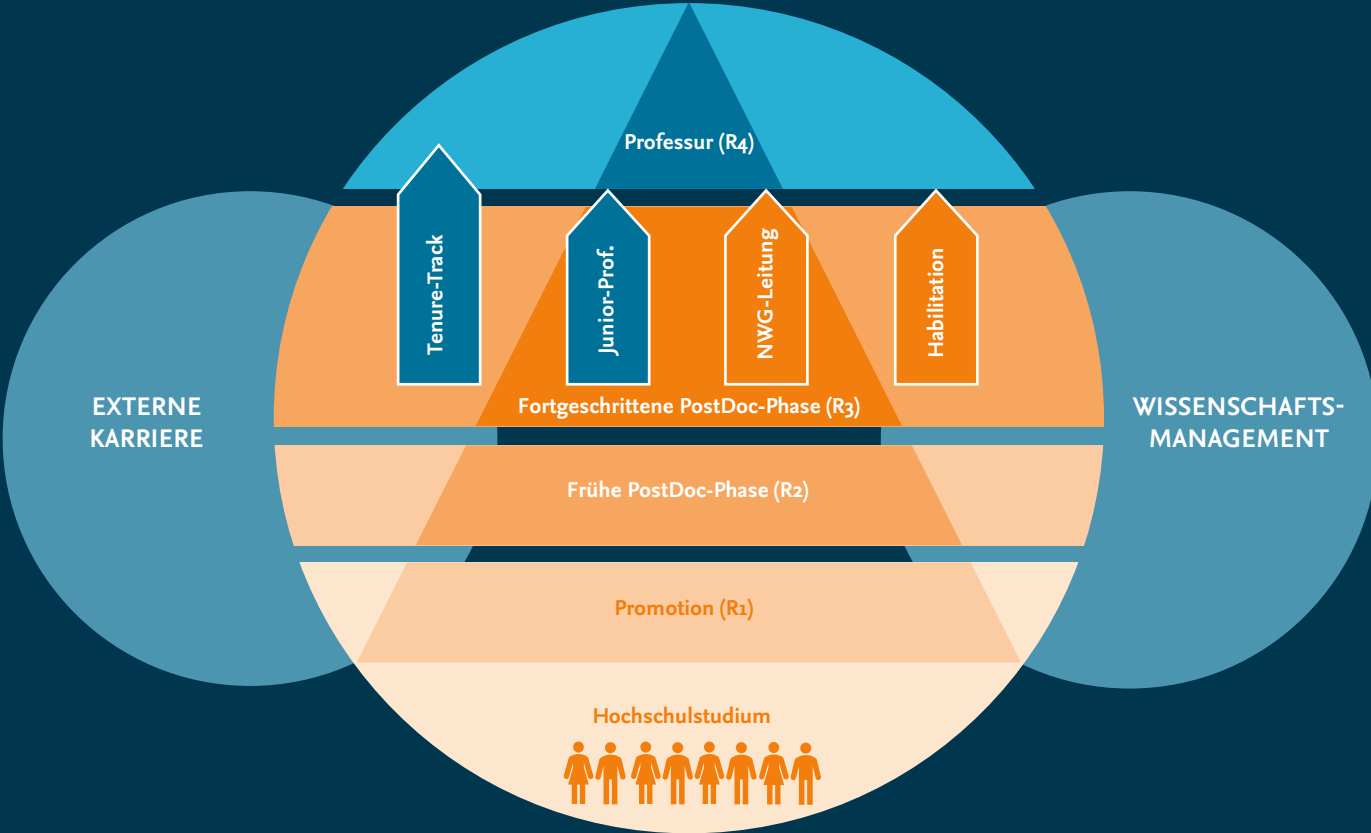 Professur (R4)
Tenure-Track
Junior-Prof.
NWG-Leitung
Habilitation
EXTERNE
KARRIERE
Fortgeschrittene PostDoc-Phase (R3)
WISSENSCHAFTS-
MANAGEMENT
Frühe PostDoc-Phase (R2)
Promotion (R1)
Hochschulstudium